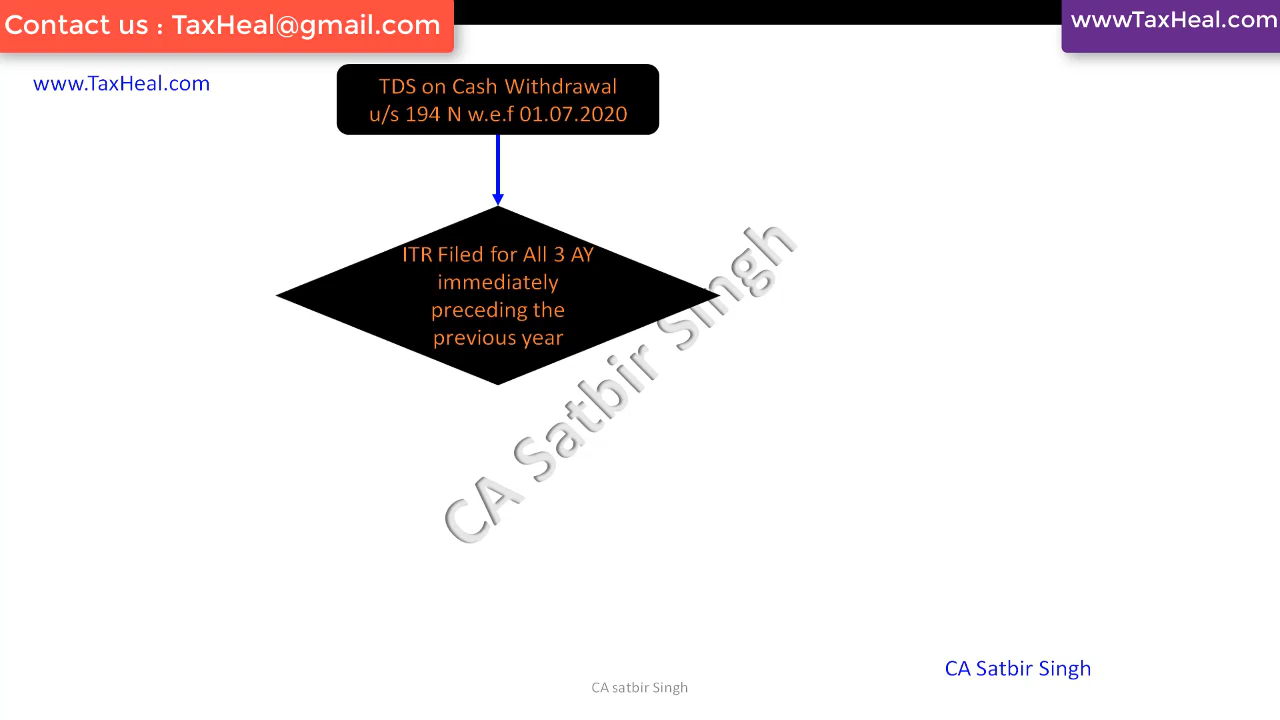 Contact us : TaxHeal@gmail.com
wwwTaxHeal.com
www.TaxHeal.com
TDS on Cash Withdrawal
u/s 194 N w.e.f 01.07.2020
ITR Filed for All 3 AY
immediately
preceding the
previous year
CA Satbir Singh
CA Satbir Singh
CA satbir Singh